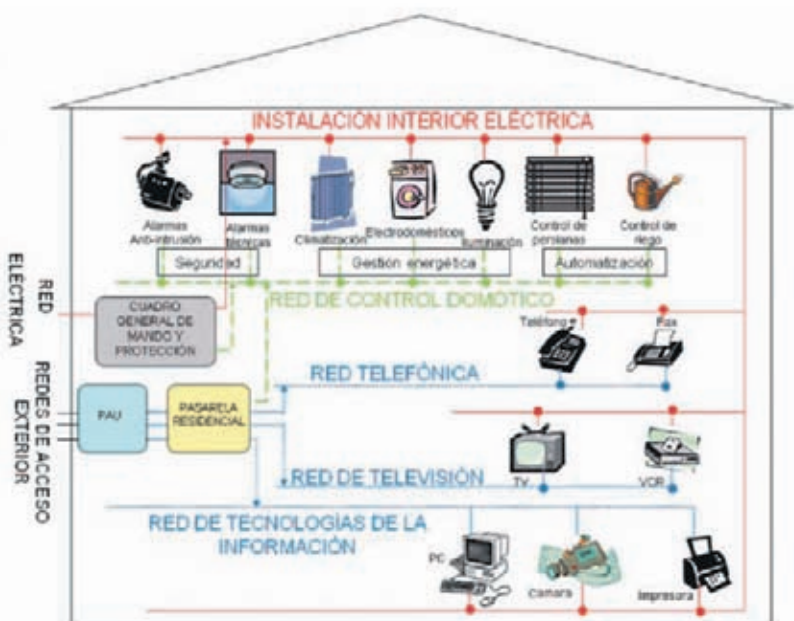 INSTALACIÓN INTERIOR ELÉCTRICA
Alarmas
Anti-intrusión
Alarmas
técnicas
Climatización
Electrodomésticos
Iluminación
Control de
persianas
Control de
riego
Seguridad
Gestión energética
Automatización
RED DE CONTROL DOMÓTICO
RED
ELÉCTRICA
CUADRO
GENERAL DE
MANDO Y
PROTECCIÓN
Teléfono
Fax
RED TELEFÓNICA
REDES DE ACCESO
EXTERIOR
PAU
PASARELA
RESIDENCIAL
TV
VCR
RED DE TELEVISIÓN
RED DE TECNOLOGÍAS DE LA
INFORMACIÓN
PC
Cámara
Impresora